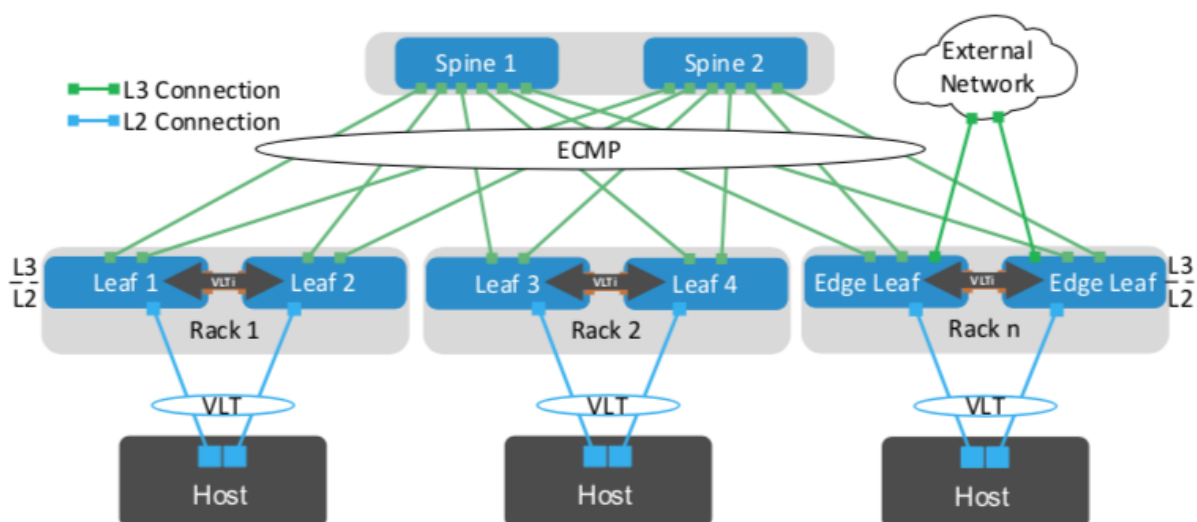 Spine 1
Spine 2
External
Network
L3 Connection
L2 Connection
ECMP
L3
L2
Leaf 1
VLTi
Leaf 2
Leaf 3
VLTi
Leaf 4
Edge Leaf
VLTi
Edge Leaf
L3
L2
Rack 1
Rack 2
Rack n
VLT
VLT
VLT
Host
Host
Host